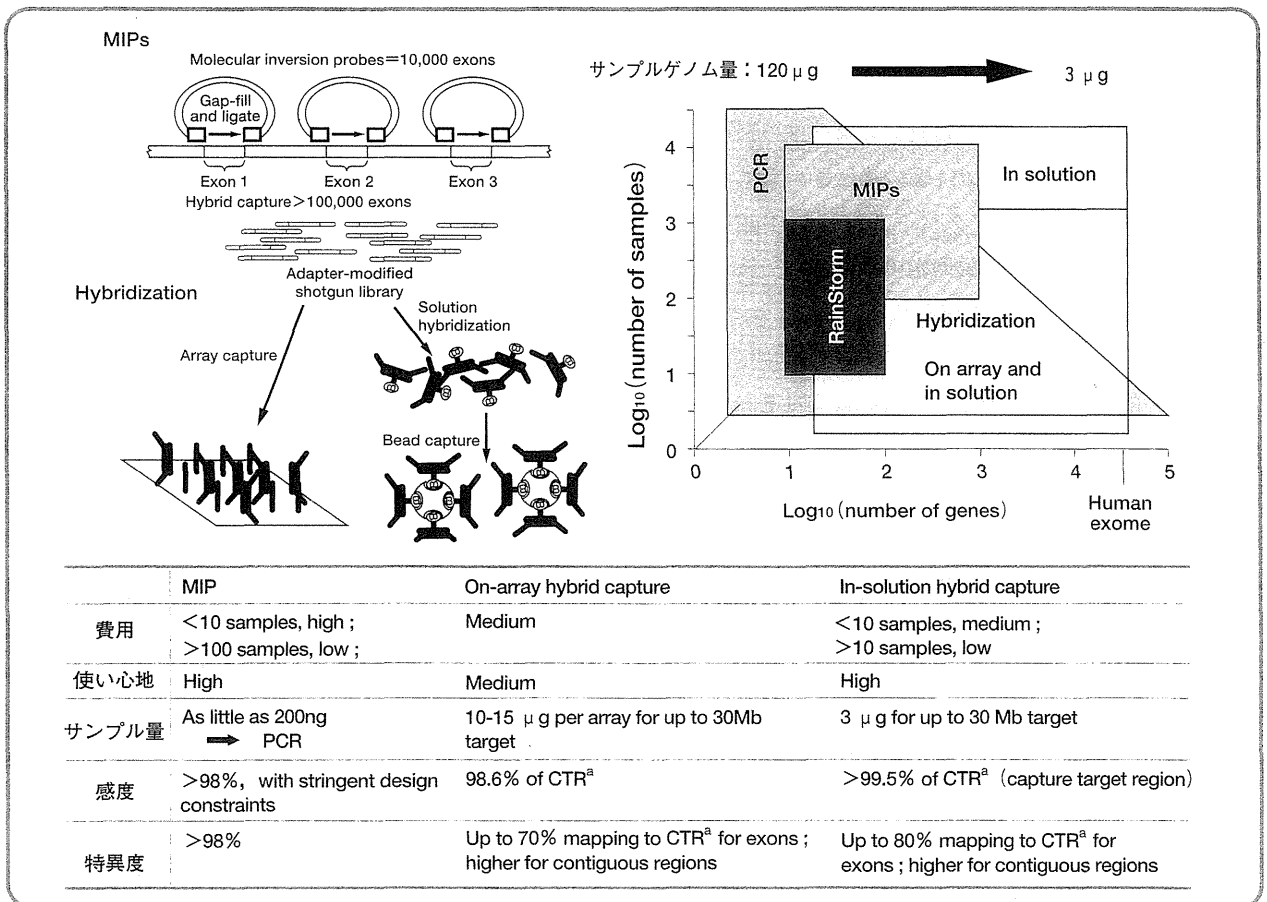 MIPs
Molecular inversion probes=10,000 exons
Gap-fill
and ligate
Exon 1
Exon 2
Exon 3
Hybrid capture>100,000 exons
Adapter-modified
shotgun library
Hybridization
Solution
hybridization
Array capture
Bead capture
サンプルゲノム量:120μg
3 μg
Log10(number of samples)
4
3
2
1
0
PCR
MIPs
In solution
RainStorm
Hybridization
On array and
in solution
0
1
2
3
4
5
Log10(number of genes)
Human
exome
MIP
On-array hybrid capture
In-solution hybrid capture
費用
<10 samples, high ;
>100 samples, low ;
Medium
<10 samples, medium ;
>10 samples, low
使い心地
High
Medium
High
サンプル量
As little as 200ng
➡ PCR
10-15 μg per array for up to 30Mb
target
3 μg for up to 30 Mb target
感度
>98%, with stringent design
constraints
98.6% of CTRa
>99.5% of CTRa (capture target region)
特異度
>98%
Up to 70% mapping to CTRa for exons ;
higher for contiguous regions
Up to 80% mapping to CTRa for
exons ; higher for contiguous regions